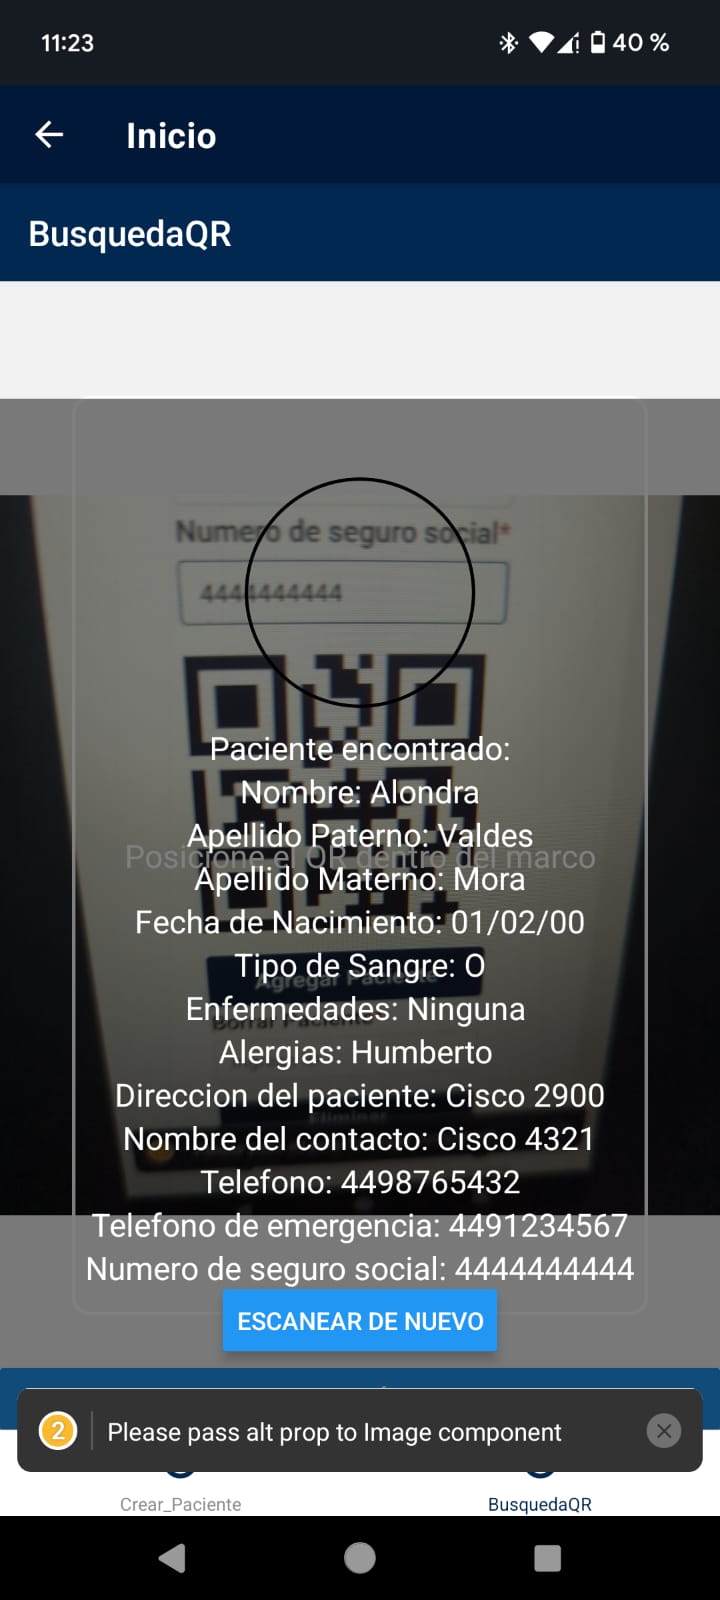 11:23
40 %
Inicio
BusquedaQR
Numero de seguro social*
4444444444
Paciente encontrado:
Nombre: Alondra
Apellido Paterno: Valdes
Posicione el QR dentro del marco
Apellido Materno: Mora
Fecha de Nacimiento: 01/02/00
Tipo de Sangre: O
Agregar Paciente
Enfermedades: Ninguna
Borrar Paciente
Alergias: Humberto
Direccion del paciente: Cisco 2900
Eliminar
Nombre del contacto: Cisco 4321
Telefono: 4498765432
Telefono de emergencia: 4491234567
Numero de seguro social: 4444444444
ESCANEAR DE NUEVO
2
Please pass alt prop to Image component
Crear_Paciente
BusquedaQR